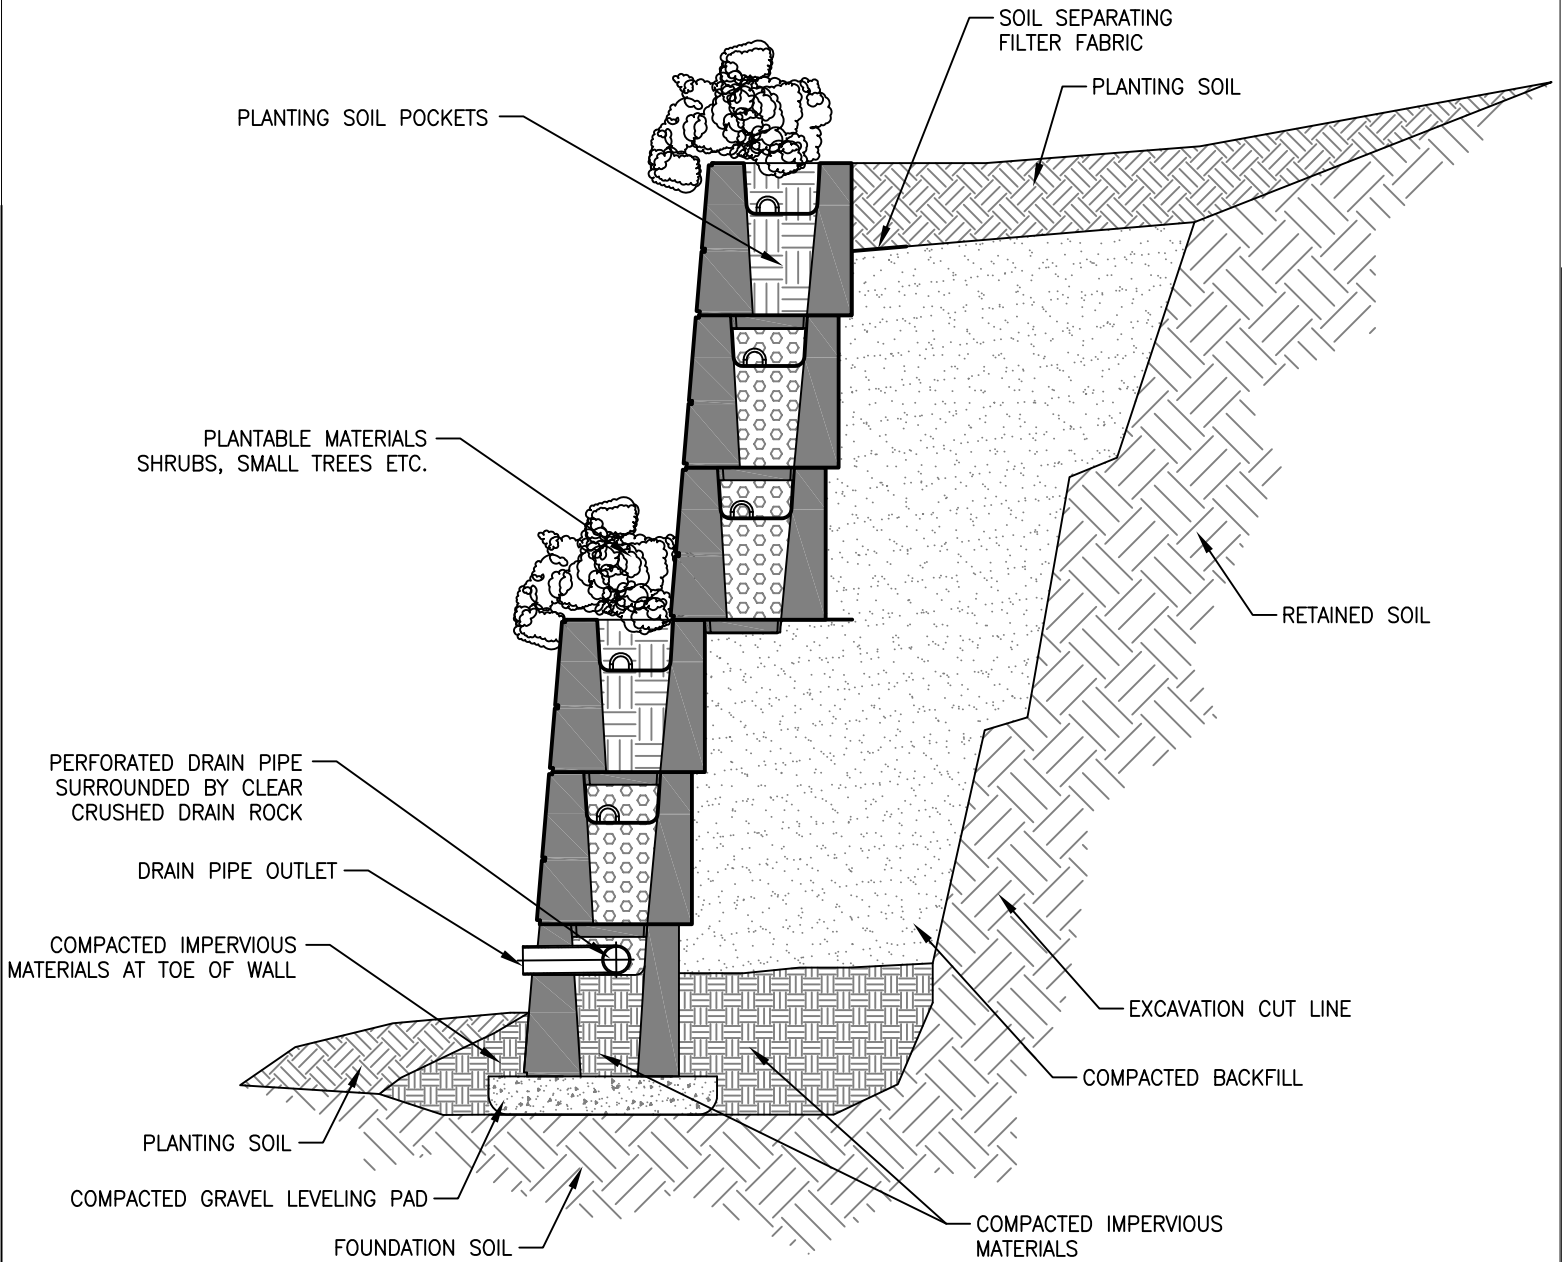 SOIL SEPARATING
FILTER FABRIC
PLANTING SOIL
PLANTING SOIL POCKETS
PLANTABLE MATERIALS
SHRUBS, SMALL TREES ETC.
RETAINED SOIL
PERFORATED DRAIN PIPE
SURROUNDED BY CLEAR
CRUSHED DRAIN ROCK
DRAIN PIPE OUTLET
COMPACTED IMPERVIOUS
MATERIALS AT TOE OF WALL
EXCAVATION CUT LINE
COMPACTED BACKFILL
PLANTING SOIL
COMPACTED GRAVEL LEVELING PAD
COMPACTED IMPERVIOUS
MATERIALS
FOUNDATION SOIL